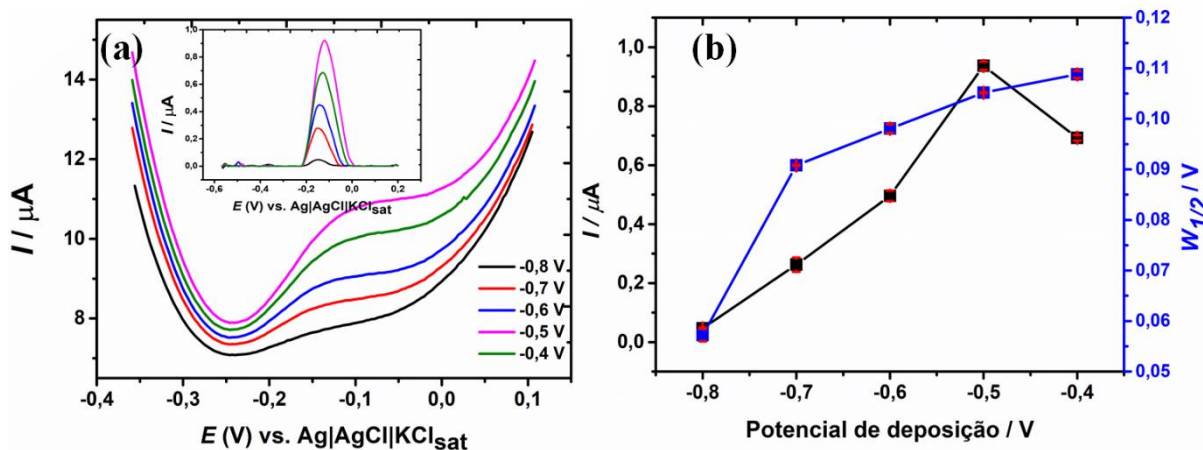 (a)
I / μA
14
12
10
8
-0,4
-0,3
-0,2
-0,1
0,0
0,1
E (V) vs. Ag|AgCl|KClsat
-0,8 V
-0,7 V
-0,6 V
-0,5 V
-0,4 V
I / μA
1,0
0,8
0,6
0,4
0,2
0,0
-0,6
-0,4
-0,2
0,0
0,2
E (V) vs. Ag|AgCl|KClsat
(b)
I / μA
1,0
0,8
0,6
0,4
0,2
0,0
-0,8
-0,7
-0,6
-0,5
-0,4
Potencial de deposição / V
0,12
0,11
0,10
0,09
0,08
0,07
0,06
0,05
W1/2 / V